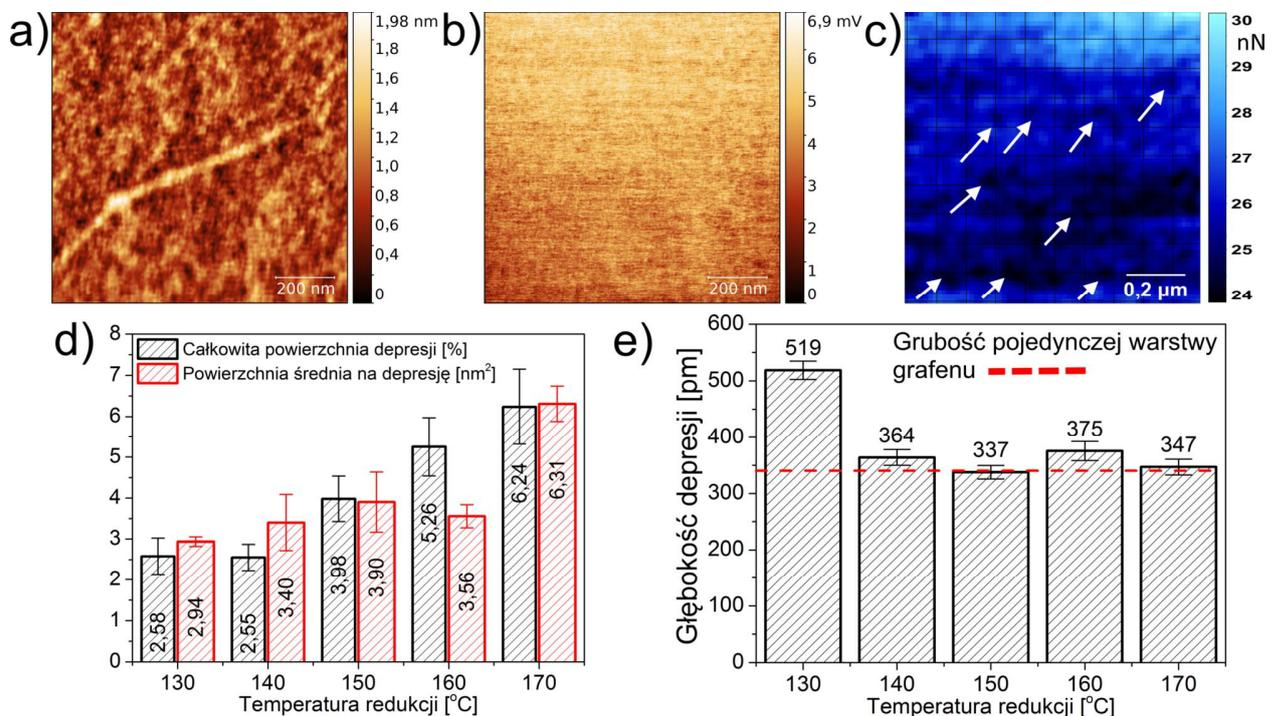 a)
1,98 nm
1,8
1,6
1,4
1,2
1,0
0,8
0,6
0,4
0
200 nm
b)
6,9 mV
6
5
4
3
2
1
0
200 nm
c)
30
nN
29
28
27
26
25
24
0,2 µm
d)
8
7
6
5
4
3
2
1
0
Całkowita powierzchnia depresji [%]
Powierzchnia średnia na depresję [nm²]
2,58
2,94
2,55
3,40
3,98
3,90
5,26
3,56
6,24
6,31
130 140 150 160 170
Temperatura redukcji [°C]
e)
Głębokość depresji [pm]
600
500
400
300
200
100
0
Grubość pojedynczej warstwy
grafenu
519
364
337
375
347
130 140 150 160 170
Temperatura redukcji [°C]